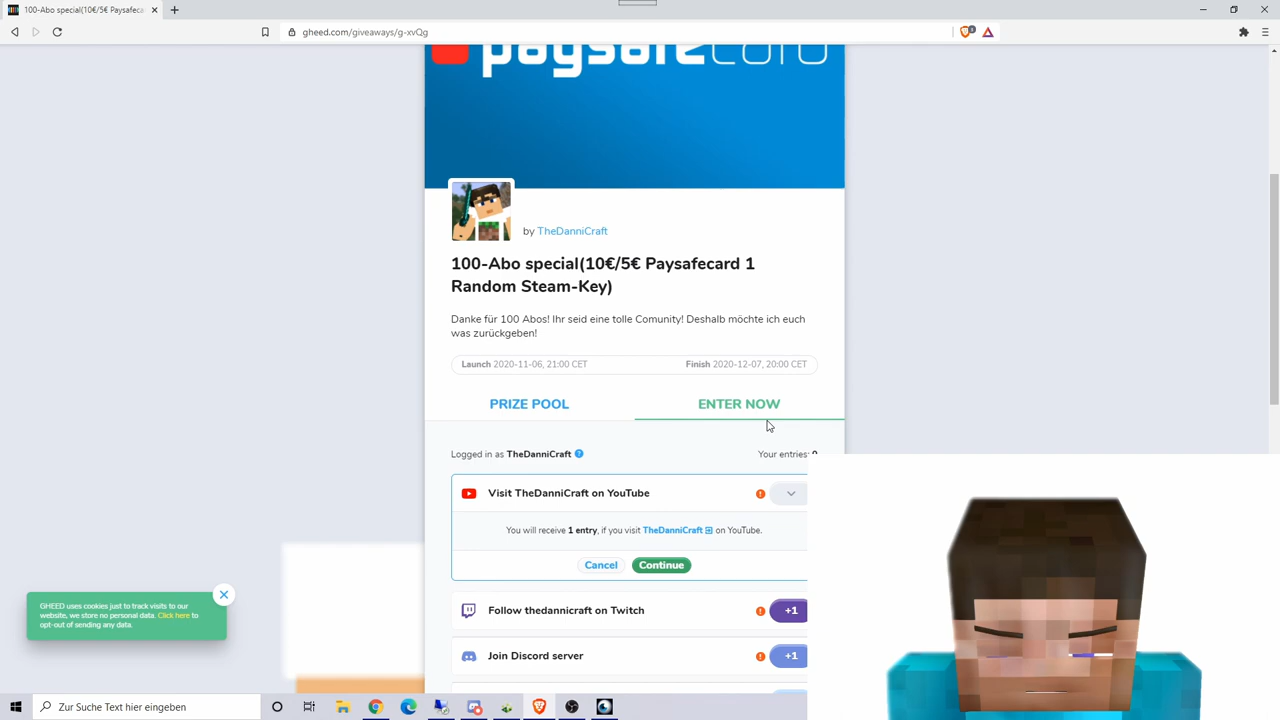 100-Abo special(10€/5€ Paysafeca
gheed.com/giveaways/g-xvQg
paysafecard
by TheDanniCraft
100-Abo special(10€/5€ Paysafecard 1
Random Steam-Key)
Danke für 100 Abos! Ihr seid eine tolle Comunity! Deshalb möchte ich euch
was zurückgeben!
Launch 2020-11-06, 21:00 CET Finish 2020-12-07, 20:00 CET
PRIZE POOL ENTER NOW
Logged in as TheDanniCraft Your entries: 0
Visit TheDanniCraft on YouTube
You will receive 1 entry, if you visit TheDanniCraft on YouTube.
Cancel Continue
Follow thedannicraft on Twitch +1
Join Discord server +1
GHEED uses cookies just to track visits to our
website, we store no personal data. Click here to
opt-out of sending any data.
Zur Suche Text hier eingeben